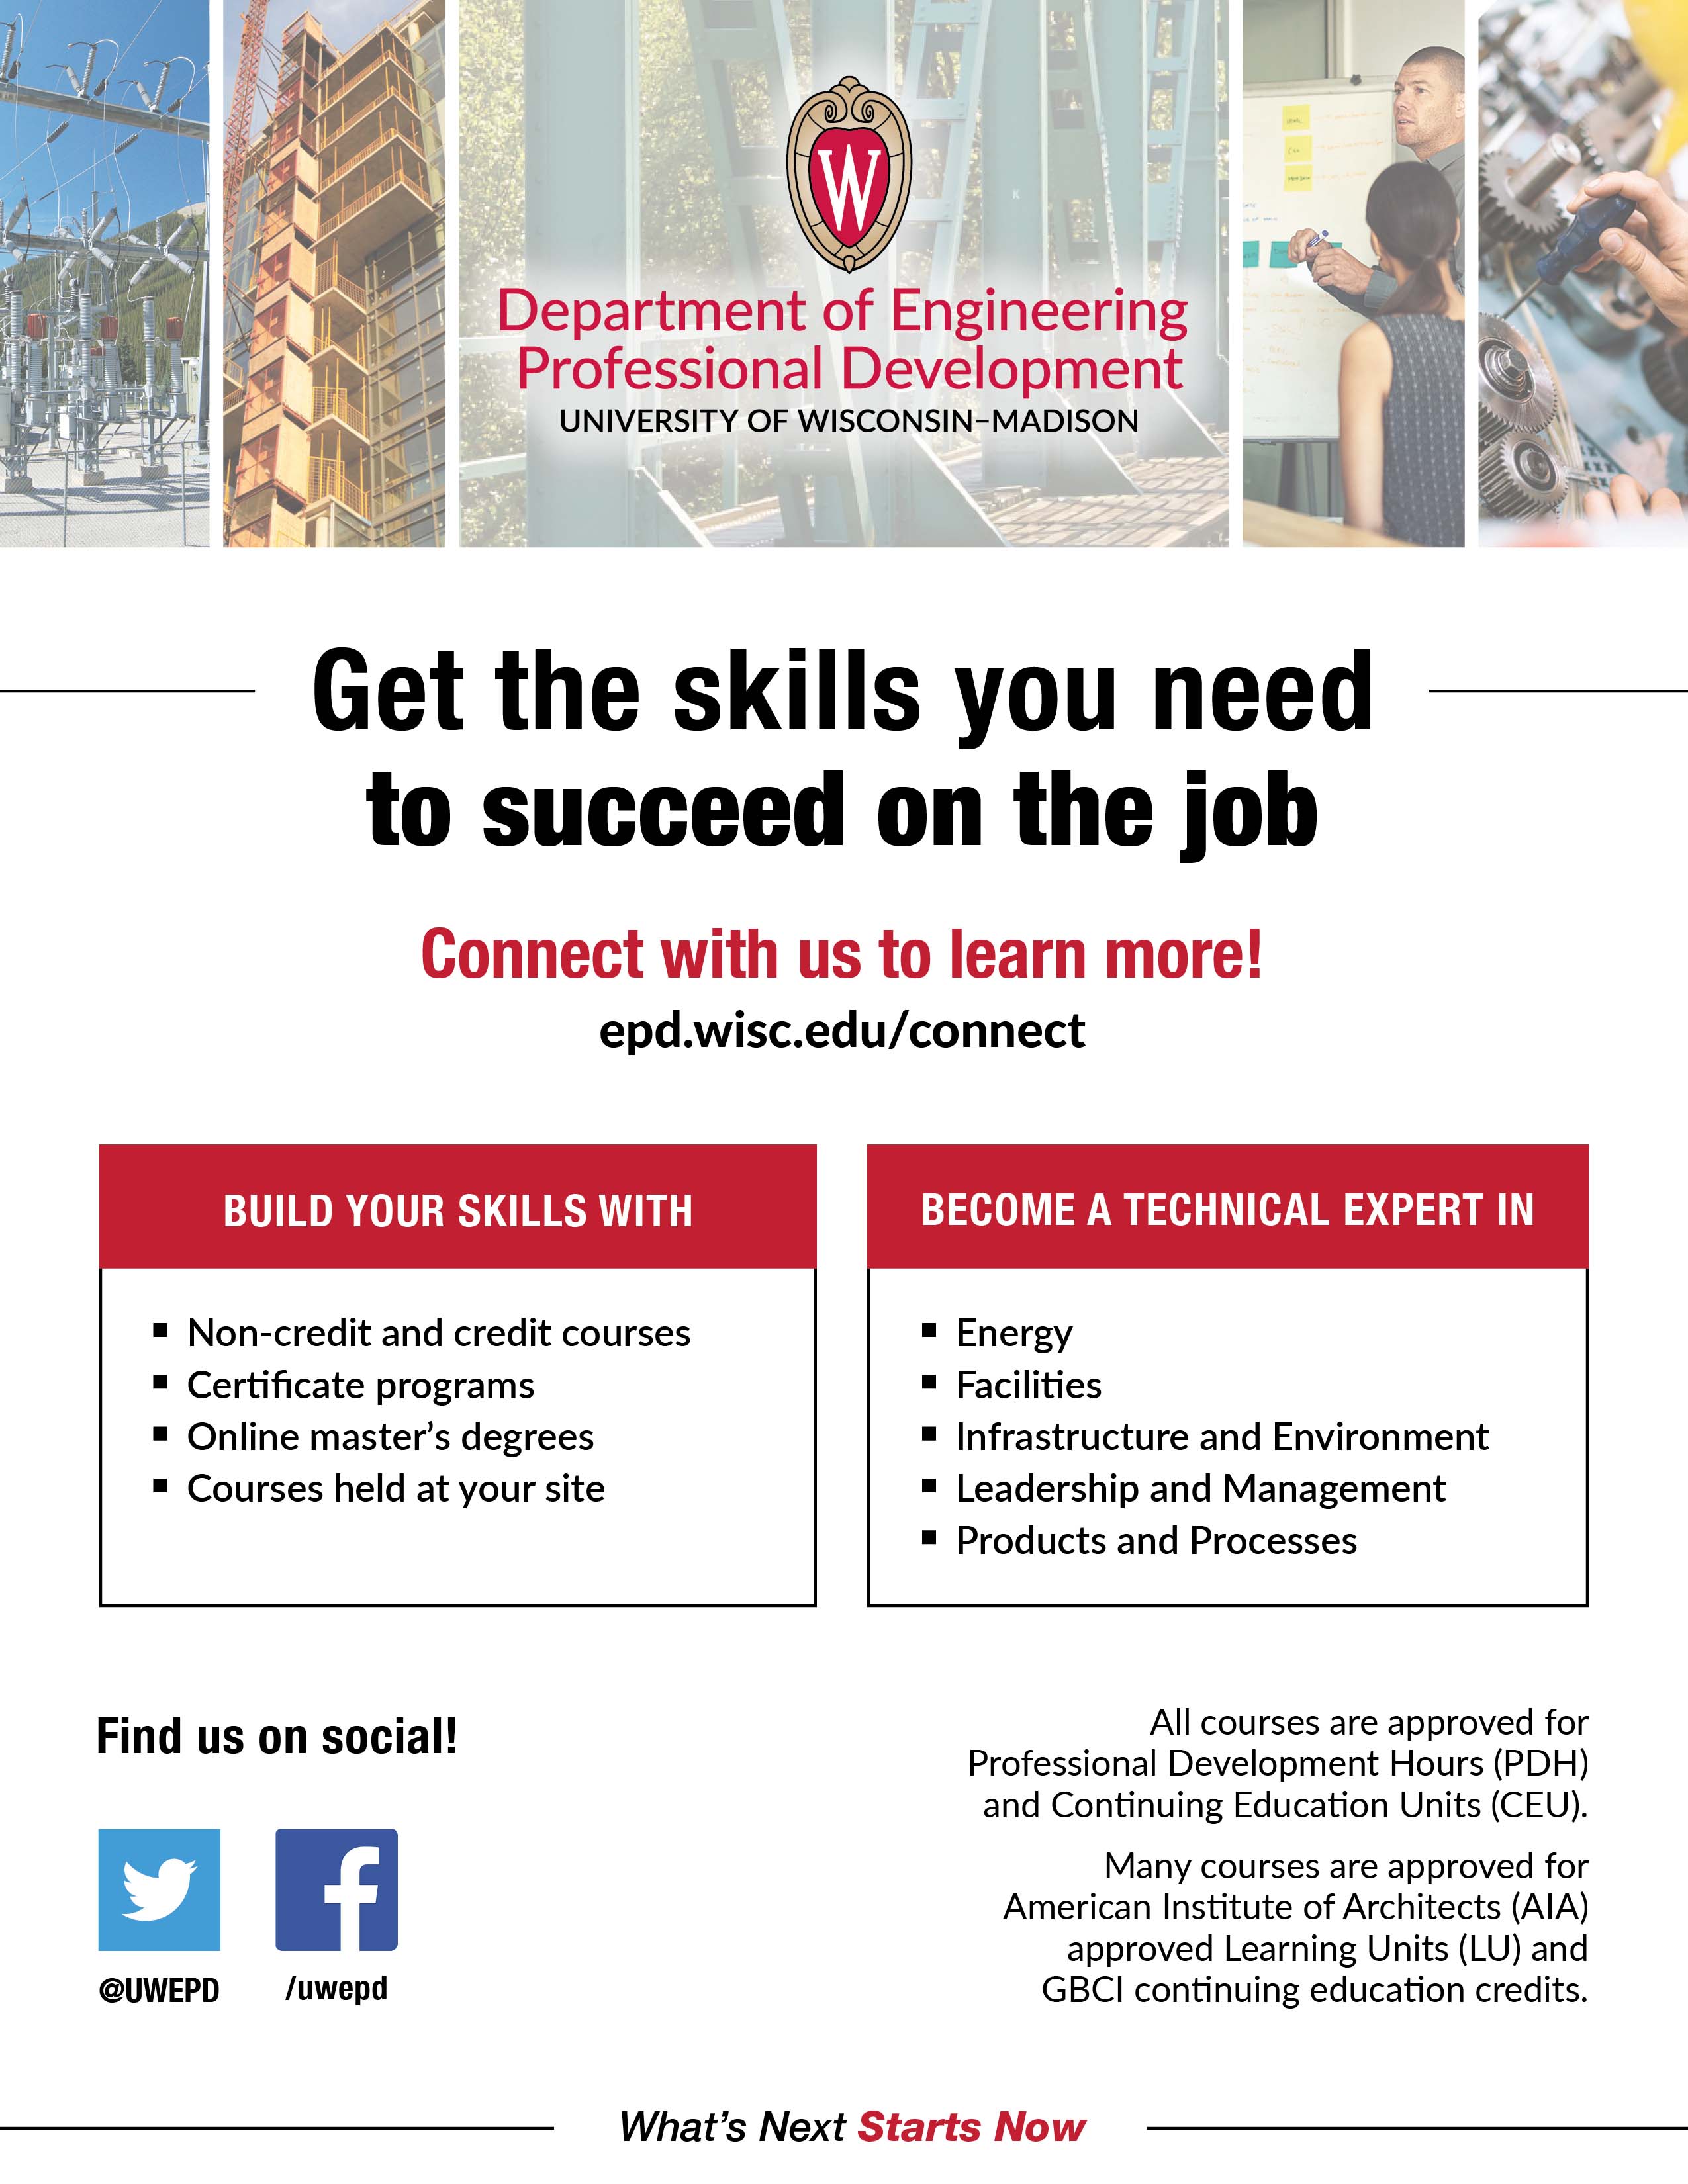 W
Department of Engineering
Professional Development
UNIVERSITY OF WISCONSIN–MADISON
Get the skills you need
to succeed on the job
Connect with us to learn more!
epd.wisc.edu/connect
BUILD YOUR SKILLS WITH
▪ Non-credit and credit courses
▪ Certificate programs
▪ Online master’s degrees
▪ Courses held at your site
BECOME A TECHNICAL EXPERT IN
▪ Energy
▪ Facilities
▪ Infrastructure and Environment
▪ Leadership and Management
▪ Products and Processes
Find us on social!
@UWEPD
/uwepd
All courses are approved for
Professional Development Hours (PDH)
and Continuing Education Units (CEU).
Many courses are approved for
American Institute of Architects (AIA)
approved Learning Units (LU) and
GBCI continuing education credits.
What’s Next Starts Now